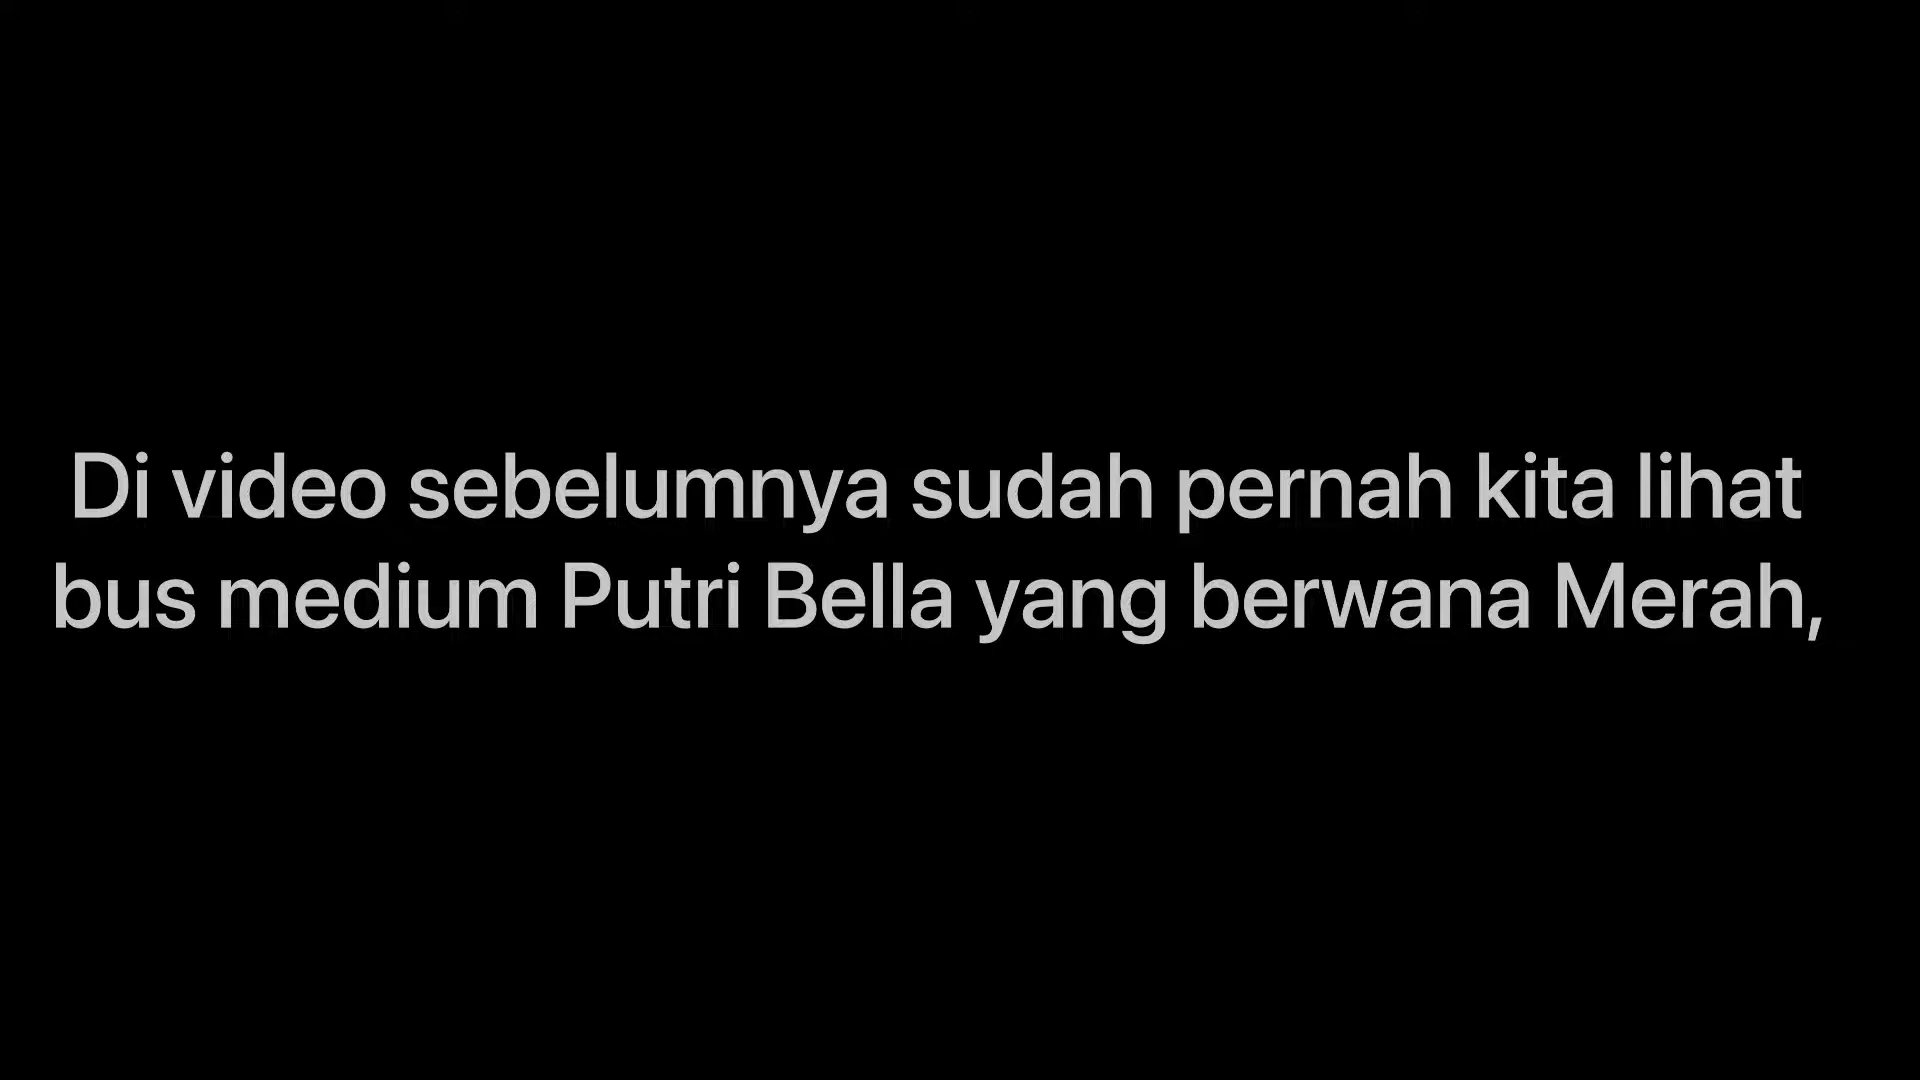 Di video sebelumnya sudah pernah kita lihat
bus medium Putri Bella yang berwana Merah,